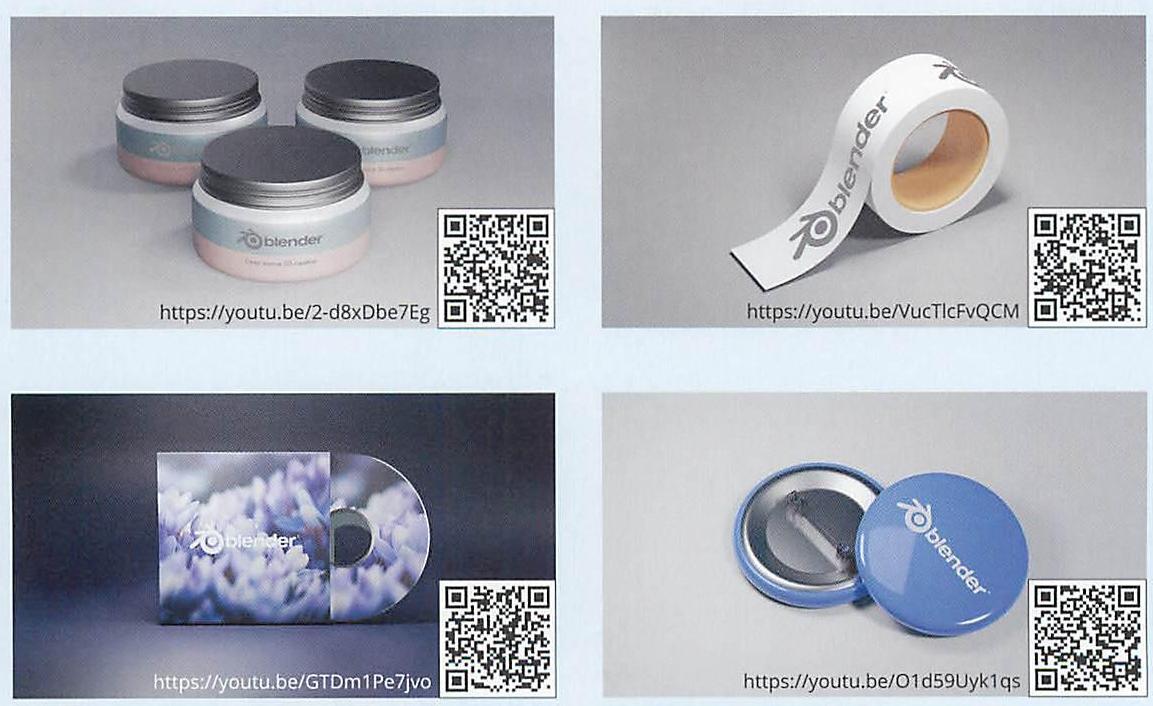 blender
blender
https://youtu.be/2-d8xDbe7Eg
blender
https://youtu.be/VucTlcFvQCM
blender
https://youtu.be/GTDm1Pe7jvo
blender
https://youtu.be/O1d59Uyk1qs